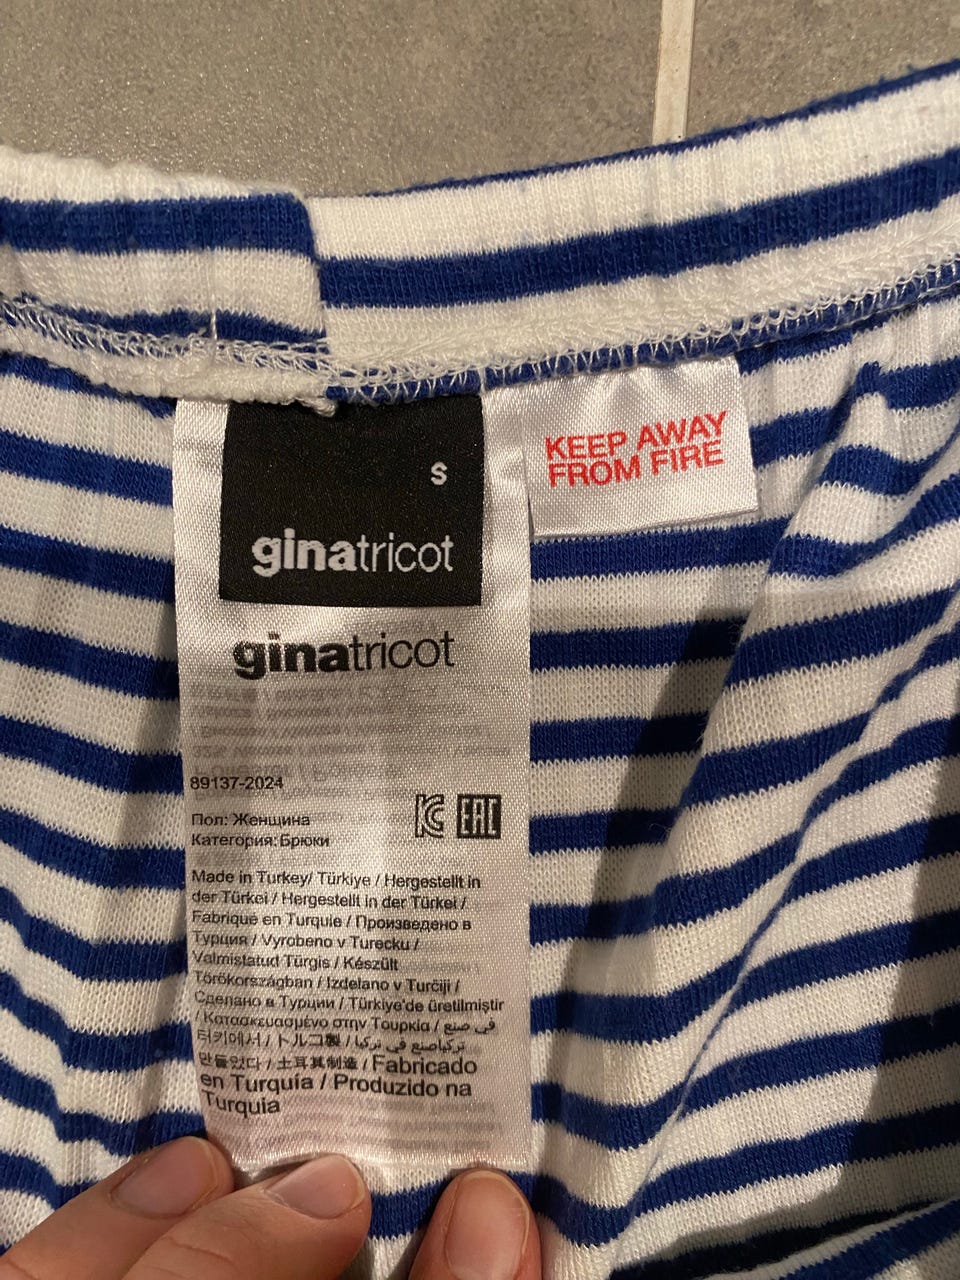 s
ginatricot
KEEP AWAY
FROM FIRE
ginatricot
89137-2024
Пол: Женщина
Категория: Брюки
EAC
Made in Turkey/ Türkiye / Hergestellt in
der Türkei / Hergestellt in der Türkei /
Fabriqué en Turquie / Произведено в
Турция / Vyrobeno v Turecku /
Valmistatud Türgis / Készült
Törökországban / Izdelano v Turčiji /
Сделано в Турции / Türkiye'de üretilmiştir
/ Κατασκευασμένο στην Τουρκία / في صنع
터키에서 / トルコ製 / تركياصنع في تركيا
만들었다 / 土耳其制造 / Fabricado
en Turquía / Produzido na
Turquia